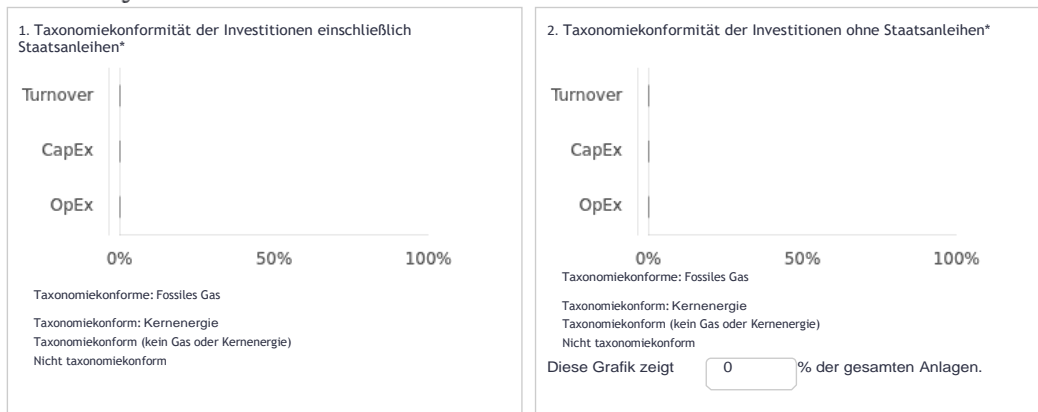 1. Taxonomiekonformität der Investitionen einschließlich
Staatsanleihen*
Turnover
CapEx
OpEx
0% 50% 100%
Taxonomiekonforme: Fossiles Gas
Taxonomiekonform: Kernenergie
Taxonomiekonform (kein Gas oder Kernenergie)
Nicht taxonomiekonform
2. Taxonomiekonformität der Investitionen ohne Staatsanleihen*
Turnover
CapEx
OpEx
0% 50% 100%
Taxonomiekonforme: Fossiles Gas
Taxonomiekonform: Kernenergie
Taxonomiekonform (kein Gas oder Kernenergie)
Nicht taxonomiekonform
Diese Grafik zeigt 0 % der gesamten Anlagen.